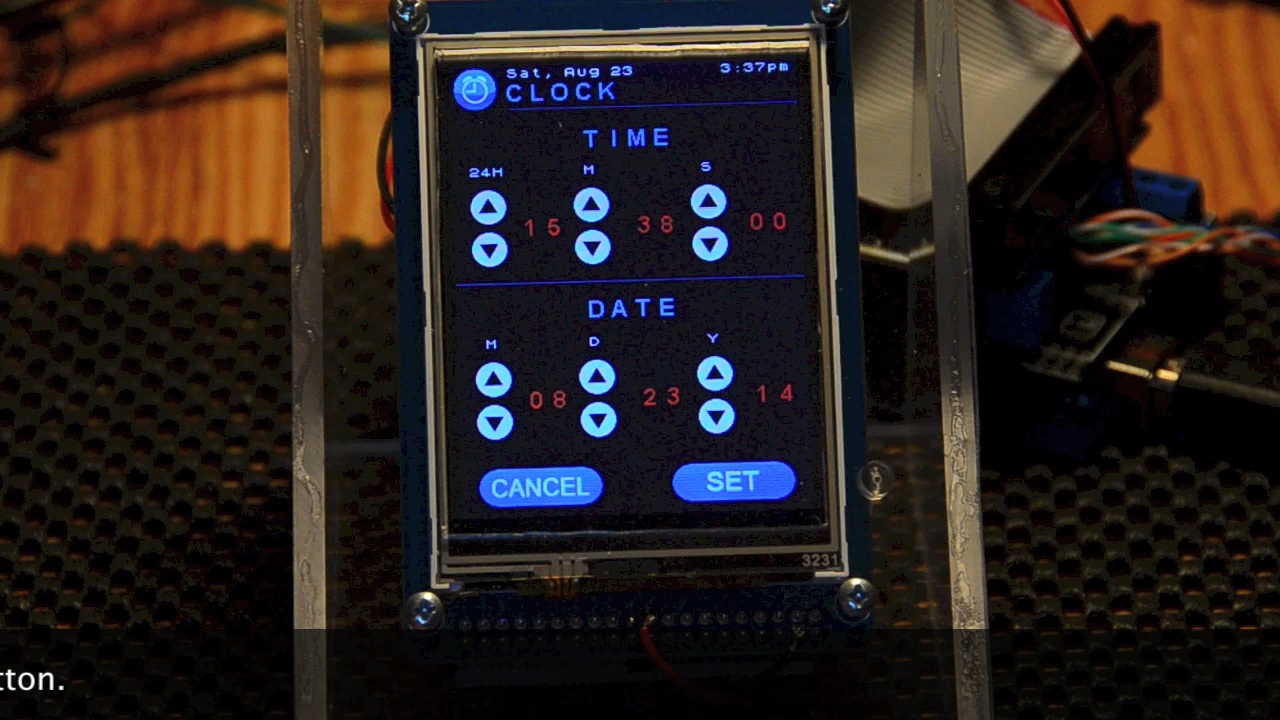 Sat, Aug 23 3:37pm
CLOCK
TIME
24H M S
15 38 00
DATE
M D Y
08 23 14
CANCEL SET
3231
tton.